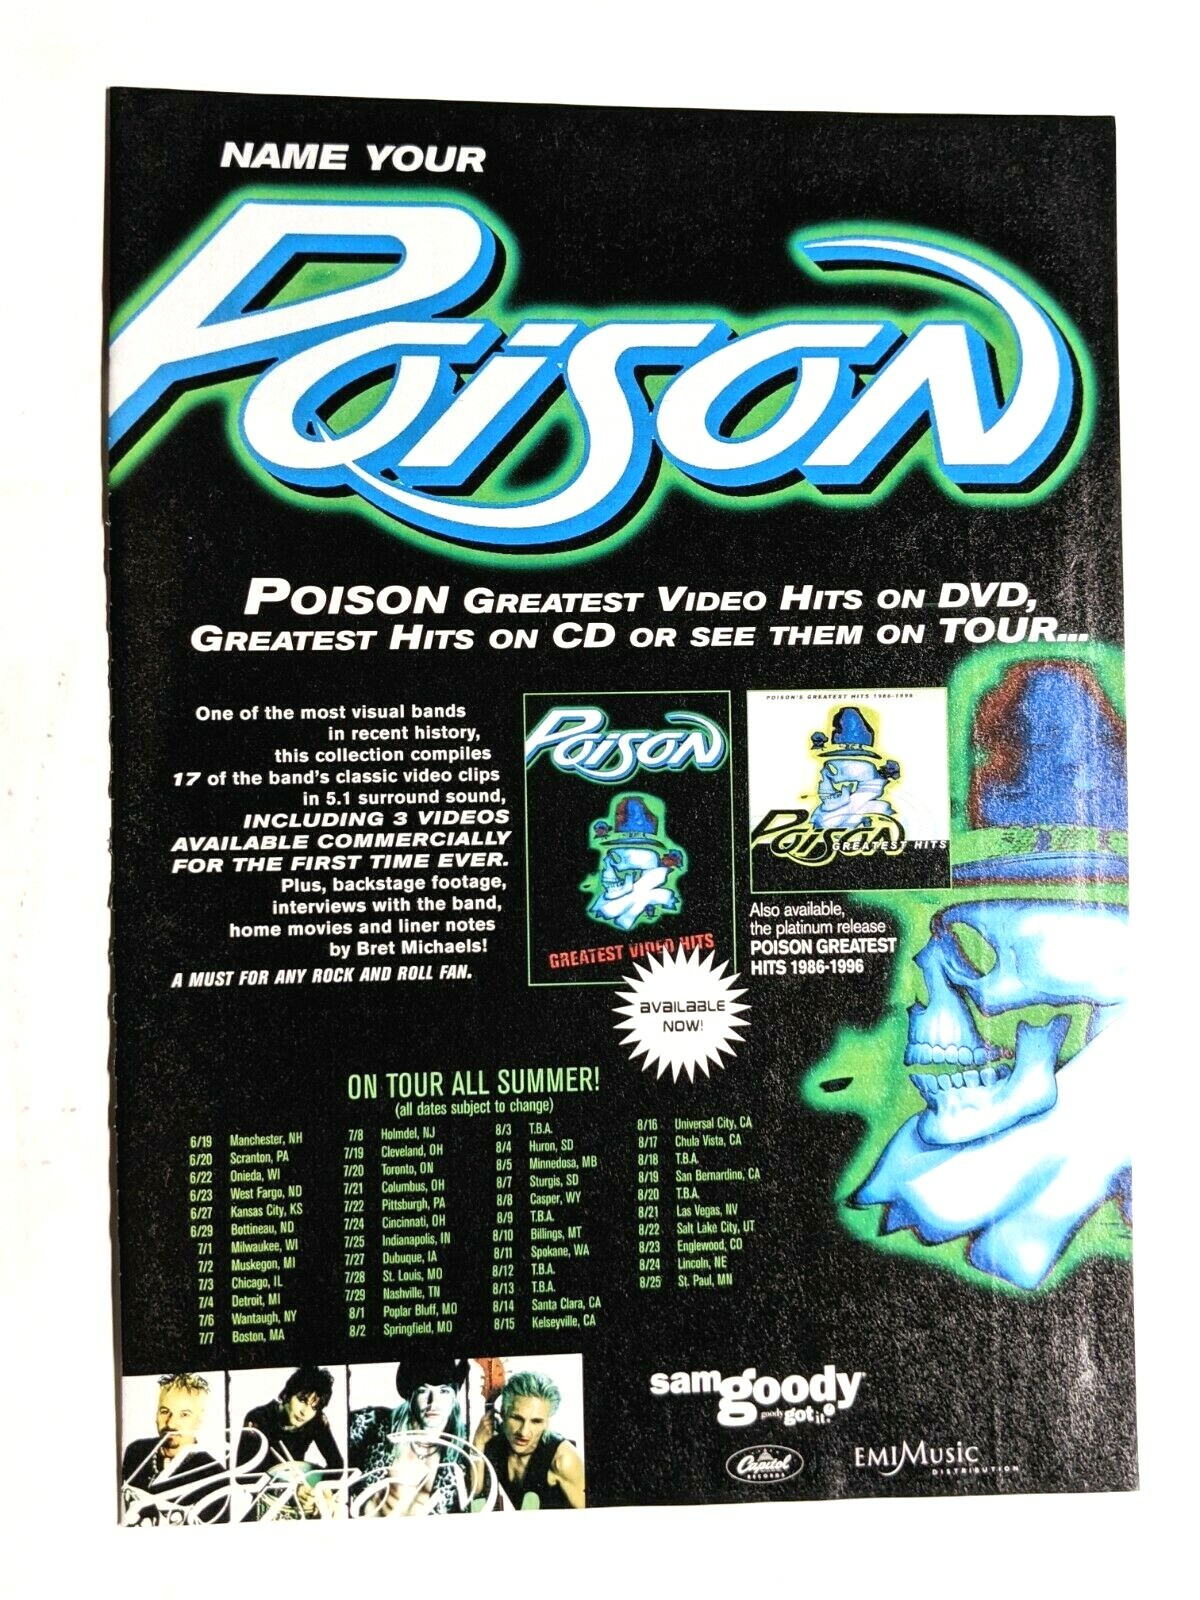 NAME YOUR
POISON
POISON GREATEST VIDEO HITS ON DVD,
GREATEST HITS ON CD OR SEE THEM ON TOUR...
One of the most visual bands
in recent history,
this collection compiles
17 of the band's classic video clips
in 5.1 surround sound,
INCLUDING 3 VIDEOS
AVAILABLE COMMERCIALLY
FOR THE FIRST TIME EVER.
Plus, backstage footage,
interviews with the band,
home movies and liner notes
by Bret Michaels!
A MUST FOR ANY ROCK AND ROLL FAN.
POISON
GREATEST VIDEO HITS
AVAILABLE
NOW!
POISON'S GREATEST HITS 1986-1996
POISON
GREATEST HITS
Also available,
the platinum release
POISON GREATEST
HITS 1986-1996
ON TOUR ALL SUMMER!
(all dates subject to change)
6/19 Manchester, NH
6/20 Scranton, PA
6/22 Onieda, WI
6/23 West Fargo, ND
6/27 Kansas City, KS
6/29 Bottineau, ND
7/1 Milwaukee, WI
7/2 Muskegon, MI
7/3 Chicago, IL
7/4 Detroit, MI
7/6 Wantaugh, NY
7/7 Boston, MA
7/8 Holmdel, NJ
7/19 Cleveland, OH
7/20 Toronto, ON
7/21 Columbus, OH
7/22 Pittsburgh, PA
7/24 Cincinnati, OH
7/25 Indianapolis, IN
7/27 Dubuque, IA
7/28 St. Louis, MO
7/29 Nashville, TN
8/1 Poplar Bluff, MO
8/2 Springfield, MO
8/3 T.B.A.
8/4 Huron, SD
8/5 Minnedosa, MB
8/7 Sturgis, SD
8/8 Casper, WY
8/9 T.B.A.
8/10 Billings, MT
8/11 Spokane, WA
8/12 T.B.A.
8/13 T.B.A.
8/14 Santa Clara, CA
8/15 Kelseyville, CA
8/16 Universal City, CA
8/17 Chula Vista, CA
8/18 T.B.A.
8/19 San Bernardino, CA
8/20 T.B.A.
8/21 Las Vegas, NV
8/22 Salt Lake City, UT
8/23 Englewood, CO
8/24 Lincoln, NE
8/25 St. Paul, MN
Poison
sam goody
goody got it.
Capitol
RECORDS
EMI MUSIC
DISTRIBUTION